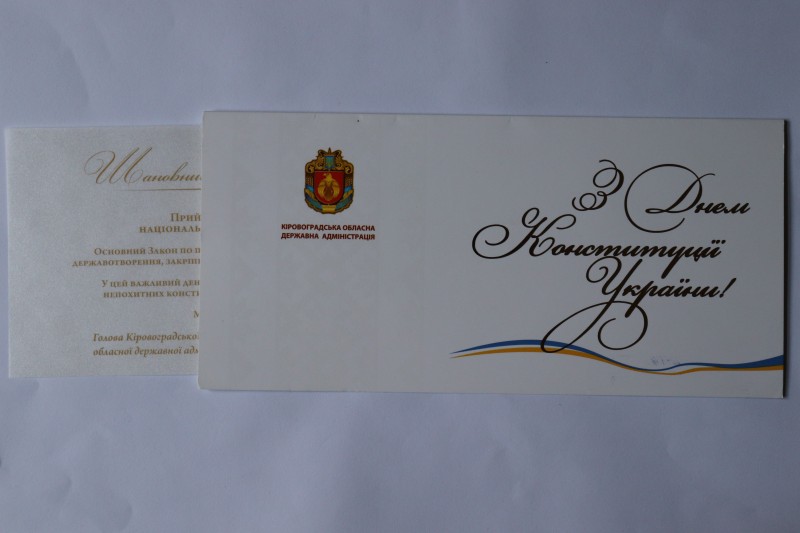 Шановни
Прий
національ
Основний Закон по п
державотворення, закріп
У цей важливий ден
непохитних конст
М
Голова Кіровоградсько
обласної державної адм
КІРОВОГРАДСЬКА ОБЛАСНА
ДЕРЖАВНА АДМІНІСТРАЦІЯ
З Днем
Конституції
України!